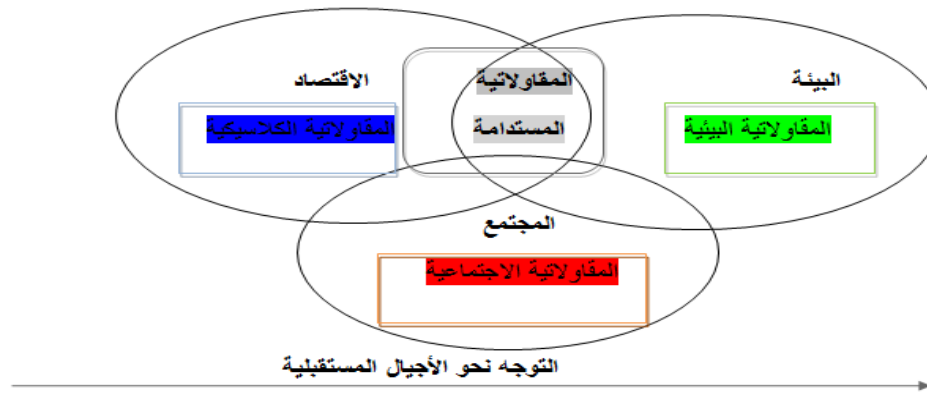 البيئة
المقاولاتية البيئية
المقاولاتية
المستدامة
الاقتصاد
المقاولاتية الكلاسيكية
المجتمع
المقاولاتية الاجتماعية
التوجه نحو الأجيال المستقبلية